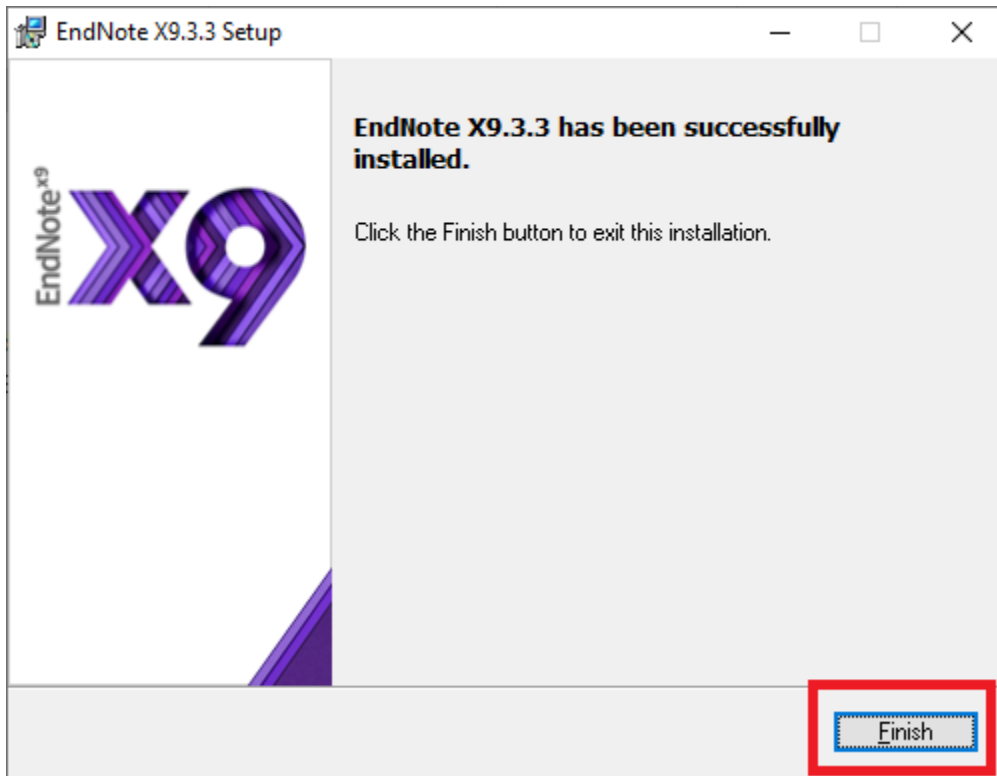 EndNote X9.3.3 Setup
EndNote X9
X9
EndNote X9.3.3 has been successfully
installed.
Click the Finish button to exit this installation.
Finish